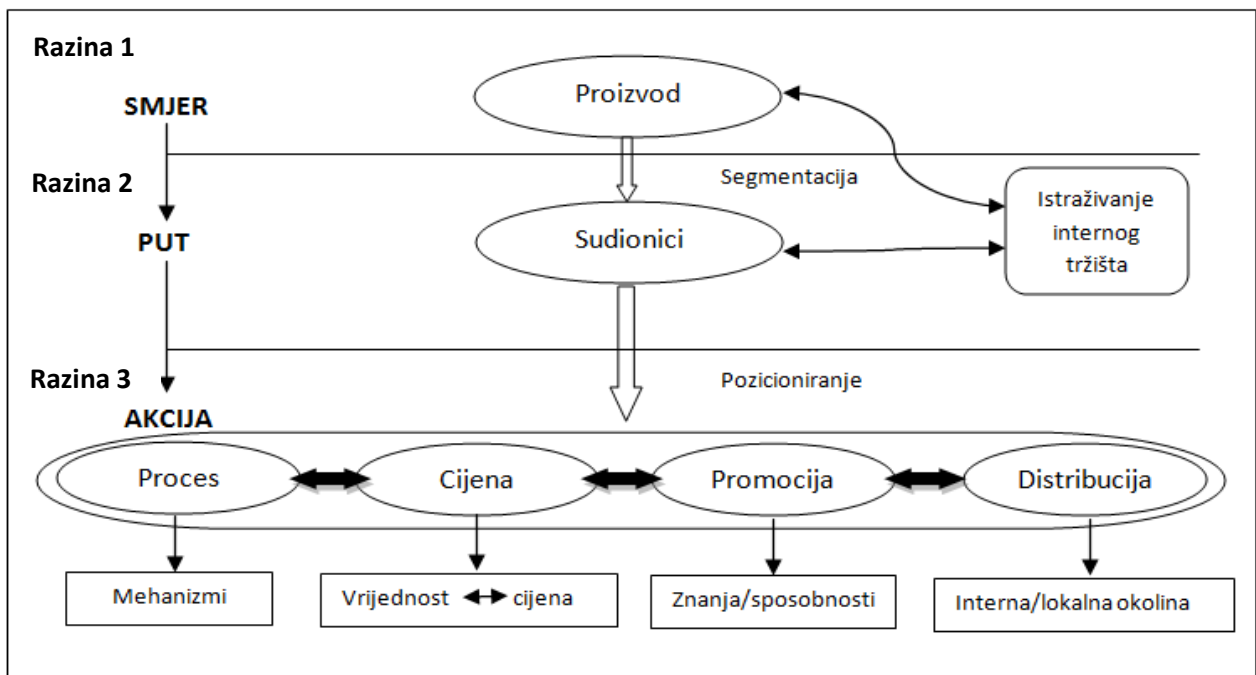 Razina 1
SMJER
Proizvod
Razina 2
Segmentacija
PUT
Sudionici
Istraživanje
internog
tržišta
Razina 3
Pozicioniranje
AKCIJA
Proces
Cijena
Promocija
Distribucija
Mehanizmi
Vrijednost cijena
Znanja/sposobnosti
Interna/lokalna okolina